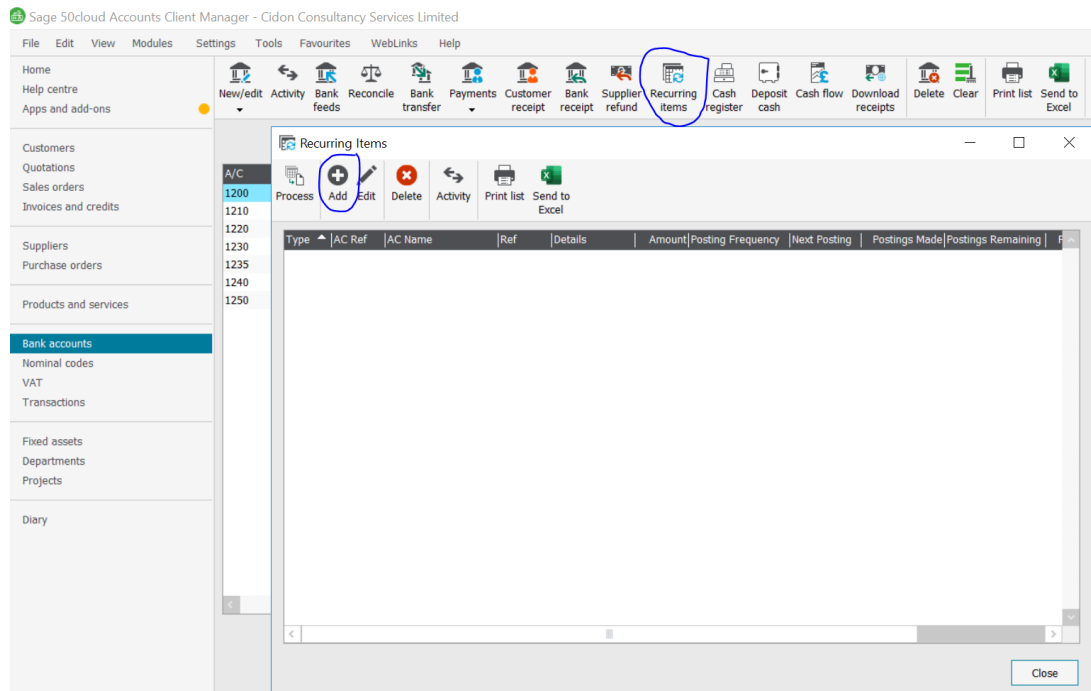 Sage 50cloud Accounts Client Manager - Cidon Consultancy Services Limited
File Edit View Modules Settings Tools Favourites WebLinks Help
Home
Help centre
Apps and add-ons
New/edit Activity Bank feeds Reconcile Bank transfer Payments Customer receipt Bank receipt Supplier refund Recurring items Cash register Deposit cash Cash flow Download receipts Delete Clear Print list Send to Excel
Customers
Quotations
Sales orders
Invoices and credits
Suppliers
Purchase orders
Products and services
Bank accounts
Nominal codes
VAT
Transactions
Fixed assets
Departments
Projects
Diary
A/C
1200
1210
1220
1230
1235
1240
1250
Recurring Items
Process Add Edit Delete Activity Print list Send to Excel
Type AC Ref AC Name Ref Details Amount Posting Frequency Next Posting Postings Made Postings Remaining
Close